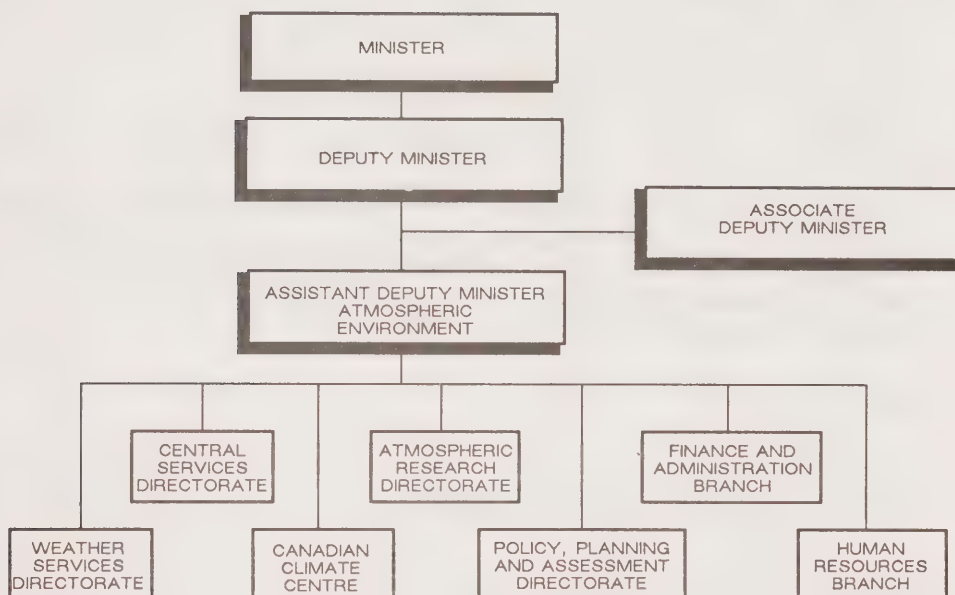 MINISTER
DEPUTY MINISTER
ASSOCIATE
DEPUTY MINISTER
ASSISTANT DEPUTY MINISTER
ATMOSPHERIC
ENVIRONMENT
CENTRAL
SERVICES
DIRECTORATE
ATMOSPHERIC
RESEARCH
DIRECTORATE
FINANCE AND
ADMINISTRATION
BRANCH
WEATHER
SERVICES
DIRECTORATE
CANADIAN
CLIMATE
CENTRE
POLICY, PLANNING
AND ASSESSMENT
DIRECTORATE
HUMAN
RESOURCES
BRANCH